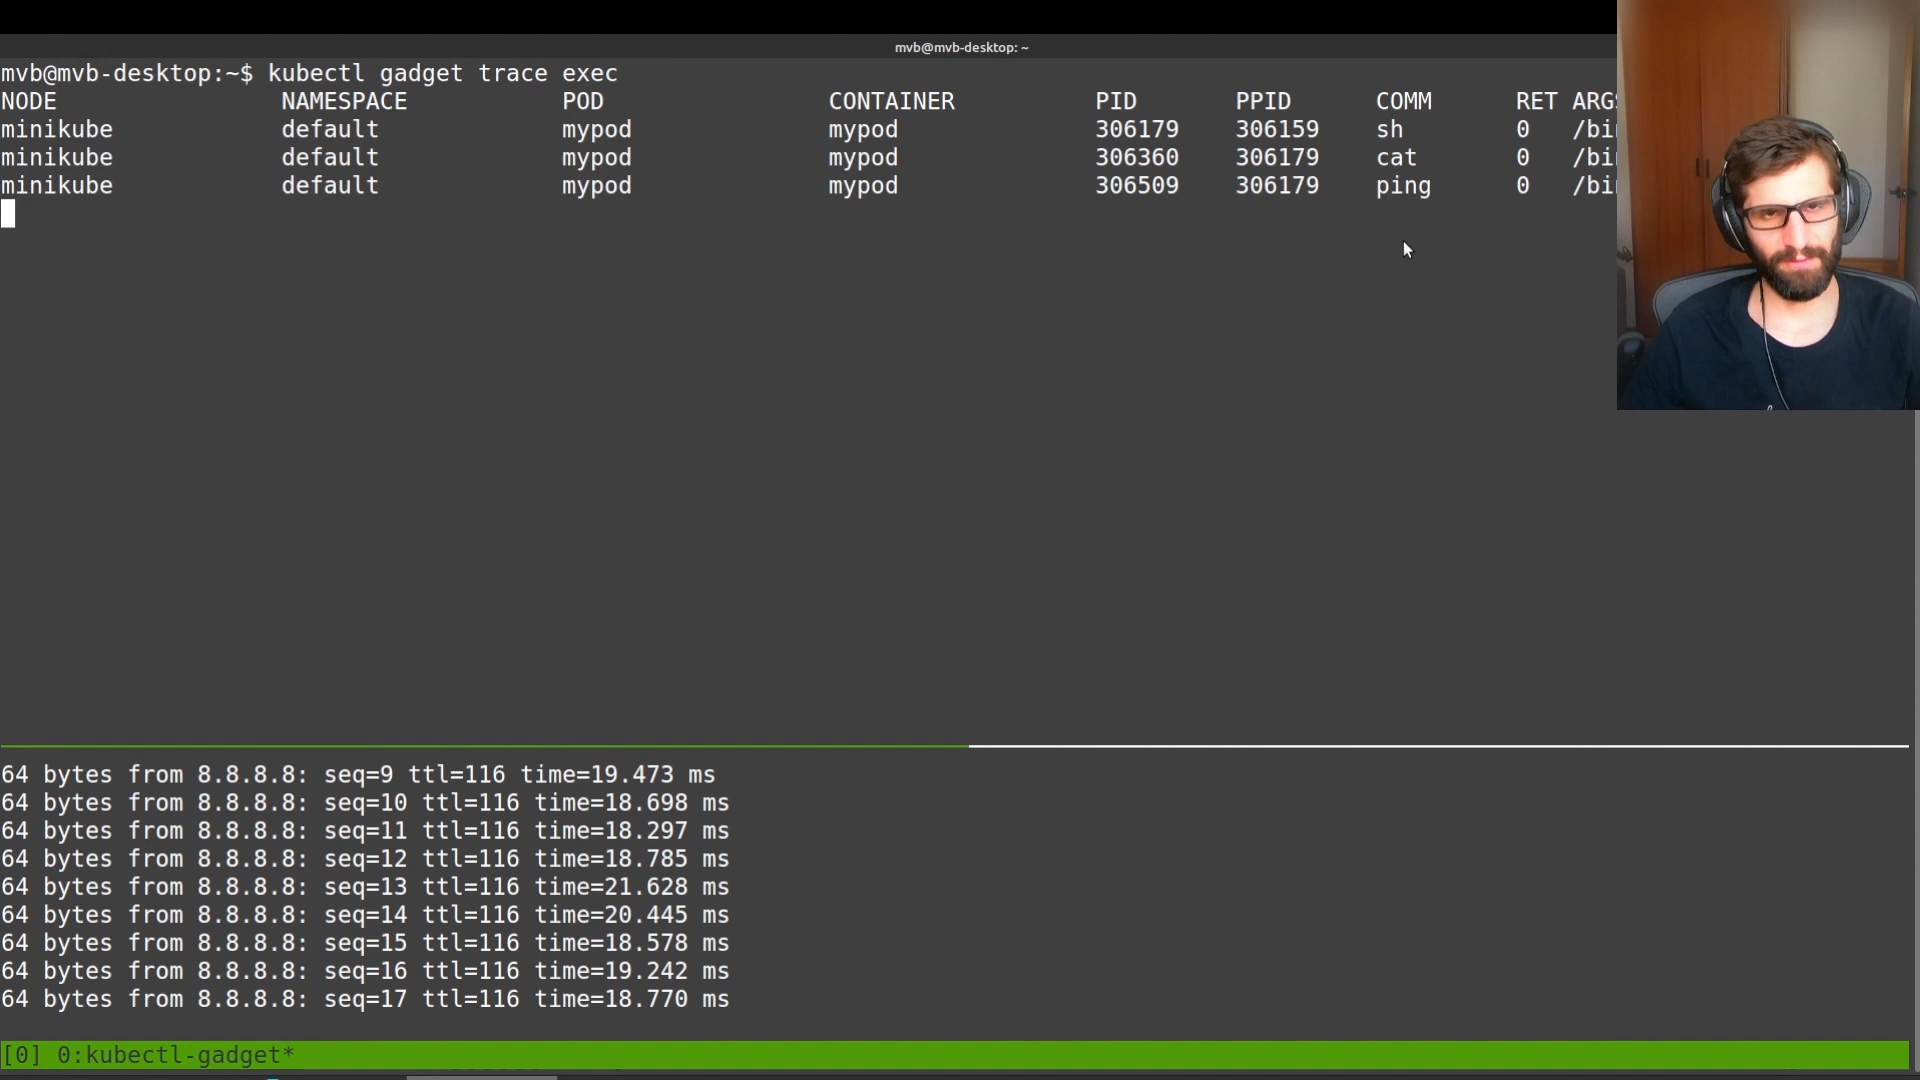 mvb@mvb-desktop: ~
mvb@mvb-desktop:~$ kubectl gadget trace exec
NODE NAMESPACE POD CONTAINER PID PPID COMM RET ARGS
minikube default mypod mypod 306179 306159 sh 0 /bin
minikube default mypod mypod 306360 306179 cat 0 /bin
minikube default mypod mypod 306509 306179 ping 0 /bin
64 bytes from 8.8.8.8: seq=9 ttl=116 time=19.473 ms
64 bytes from 8.8.8.8: seq=10 ttl=116 time=18.698 ms
64 bytes from 8.8.8.8: seq=11 ttl=116 time=18.297 ms
64 bytes from 8.8.8.8: seq=12 ttl=116 time=18.785 ms
64 bytes from 8.8.8.8: seq=13 ttl=116 time=21.628 ms
64 bytes from 8.8.8.8: seq=14 ttl=116 time=20.445 ms
64 bytes from 8.8.8.8: seq=15 ttl=116 time=18.578 ms
64 bytes from 8.8.8.8: seq=16 ttl=116 time=19.242 ms
64 bytes from 8.8.8.8: seq=17 ttl=116 time=18.770 ms
[0] 0:kubectl-gadget*